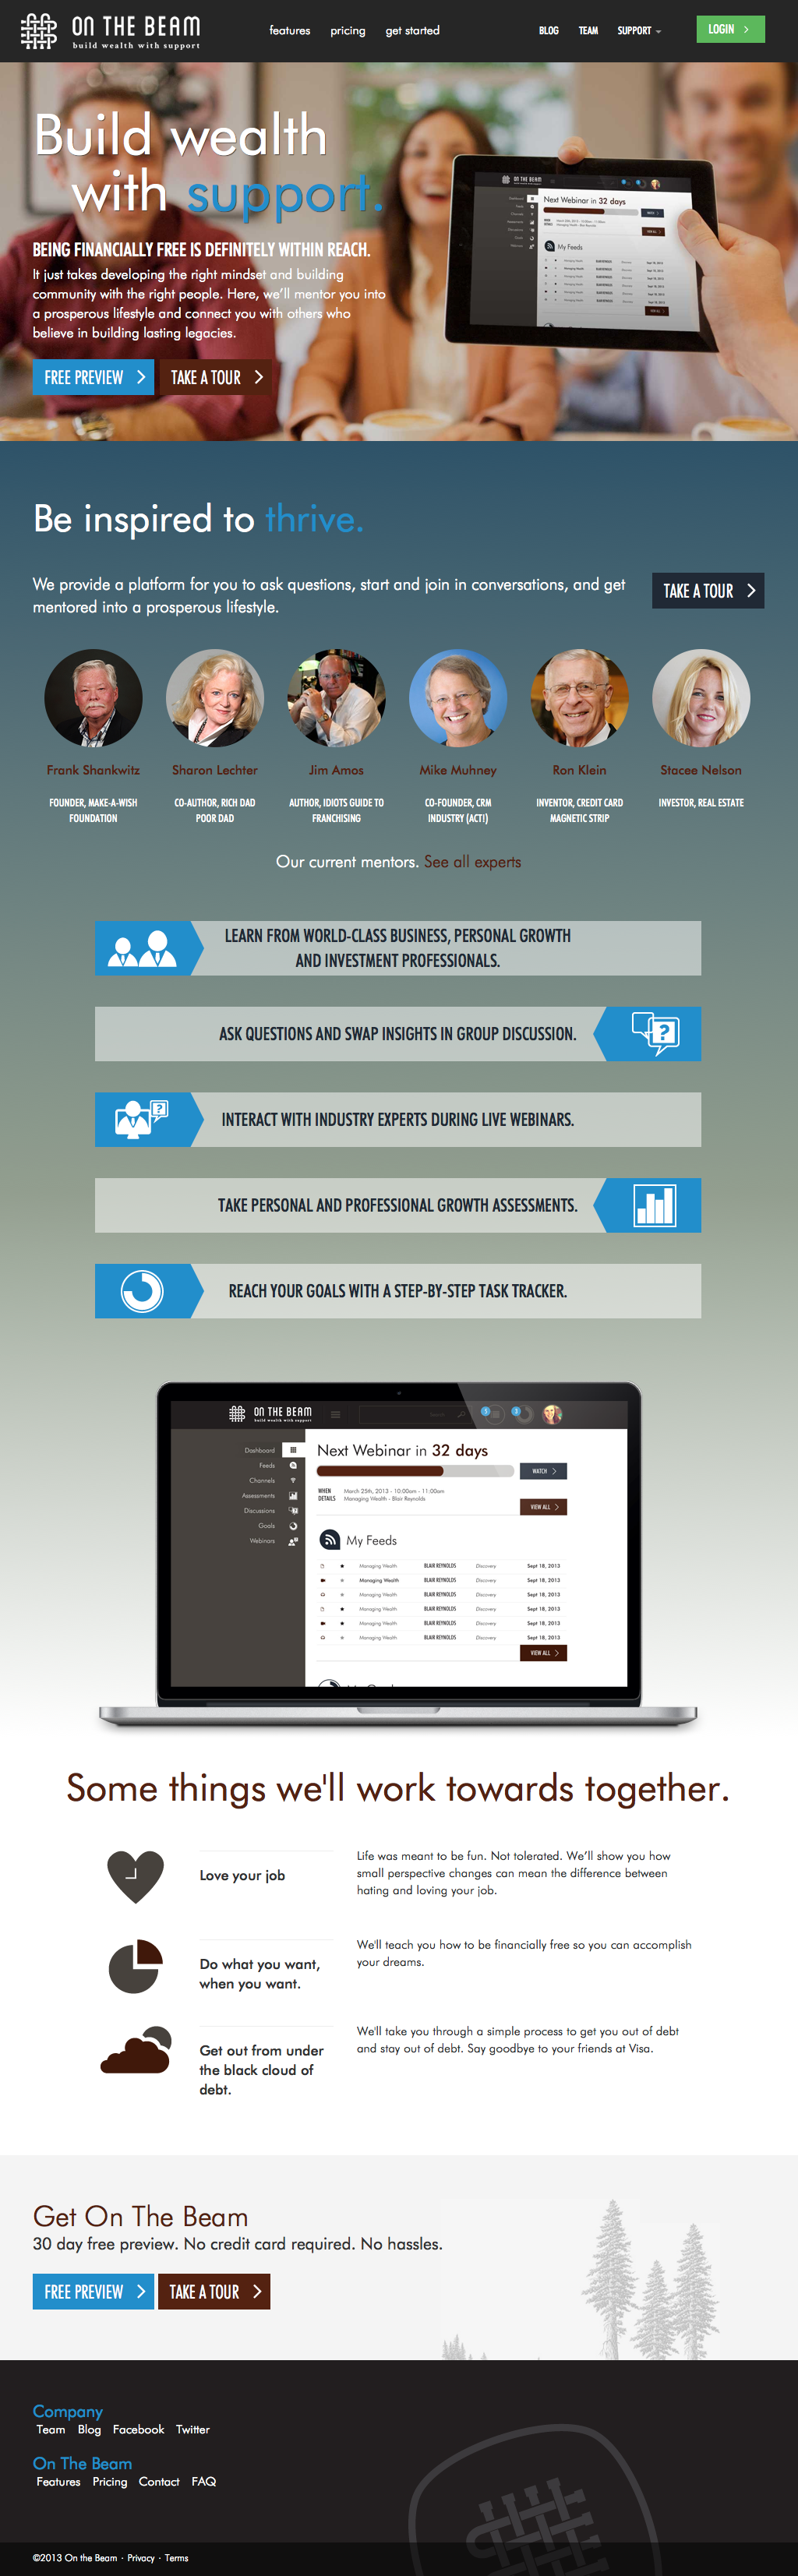 ON THE BEAM
build wealth with support
features pricing get started
BLOG TEAM SUPPORT
LOGIN
Build wealth
with support.
BEING FINANCIALLY FREE IS DEFINITELY WITHIN REACH.
It just takes developing the right mindset and building
community with the right people. Here, we'll mentor you into
a prosperous lifestyle and connect you with others who
believe in building lasting legacies.
FREE PREVIEW
TAKE A TOUR
ON THE BEAM
Next Webinar in 32 days
My Feeds
Be inspired to thrive.
We provide a platform for you to ask questions, start and join in conversations, and get
mentored into a prosperous lifestyle.
TAKE A TOUR
Frank Shankwitz
FOUNDER, MAKE-A-WISH
FOUNDATION
Sharon Lechter
CO-AUTHOR, RICH DAD
POOR DAD
Jim Amos
AUTHOR, IDIOTS GUIDE TO
FRANCHISING
Mike Muhney
CO-FOUNDER, CRM
INDUSTRY (ACT!)
Ron Klein
INVENTOR, CREDIT CARD
MAGNETIC STRIP
Stacee Nelson
INVESTOR, REAL ESTATE
Our current mentors. See all experts
LEARN FROM WORLD-CLASS BUSINESS, PERSONAL GROWTH
AND INVESTMENT PROFESSIONALS.
ASK QUESTIONS AND SWAP INSIGHTS IN GROUP DISCUSSION.
INTERACT WITH INDUSTRY EXPERTS DURING LIVE WEBINARS.
TAKE PERSONAL AND PROFESSIONAL GROWTH ASSESSMENTS.
REACH YOUR GOALS WITH A STEP-BY-STEP TASK TRACKER.
ON THE BEAM
build wealth with support
Search
1
3
Dashboard
Feeds
Channels
Assessments
Discussions
Goals
Webinars
Next Webinar in 32 days
WATCH
WHEN March 25th, 2013 - 10:00am - 11:00am
DETAILS Managing Wealth - Blair Reynolds
VIEW ALL
My Feeds
Managing Wealth BLAIR REYNOLDS Discovery Sept 18, 2013
Managing Wealth BLAIR REYNOLDS Discovery Sept 18, 2013
Managing Wealth BLAIR REYNOLDS Discovery Sept 18, 2013
Managing Wealth BLAIR REYNOLDS Discovery Sept 18, 2013
Managing Wealth BLAIR REYNOLDS Discovery Sept 18, 2013
Managing Wealth BLAIR REYNOLDS Discovery Sept 18, 2013
VIEW ALL
Some things we'll work towards together.
Love your job
Life was meant to be fun. Not tolerated. We'll show you how
small perspective changes can mean the difference between
hating and loving your job.
Do what you want,
when you want.
We'll teach you how to be financially free so you can accomplish
your dreams.
Get out from under
the black cloud of
debt.
We'll take you through a simple process to get you out of debt
and stay out of debt. Say goodbye to your friends at Visa.
Get On The Beam
30 day free preview. No credit card required. No hassles.
FREE PREVIEW
TAKE A TOUR
Company
Team Blog Facebook Twitter
On The Beam
Features Pricing Contact FAQ
©2013 On the Beam · Privacy · Terms